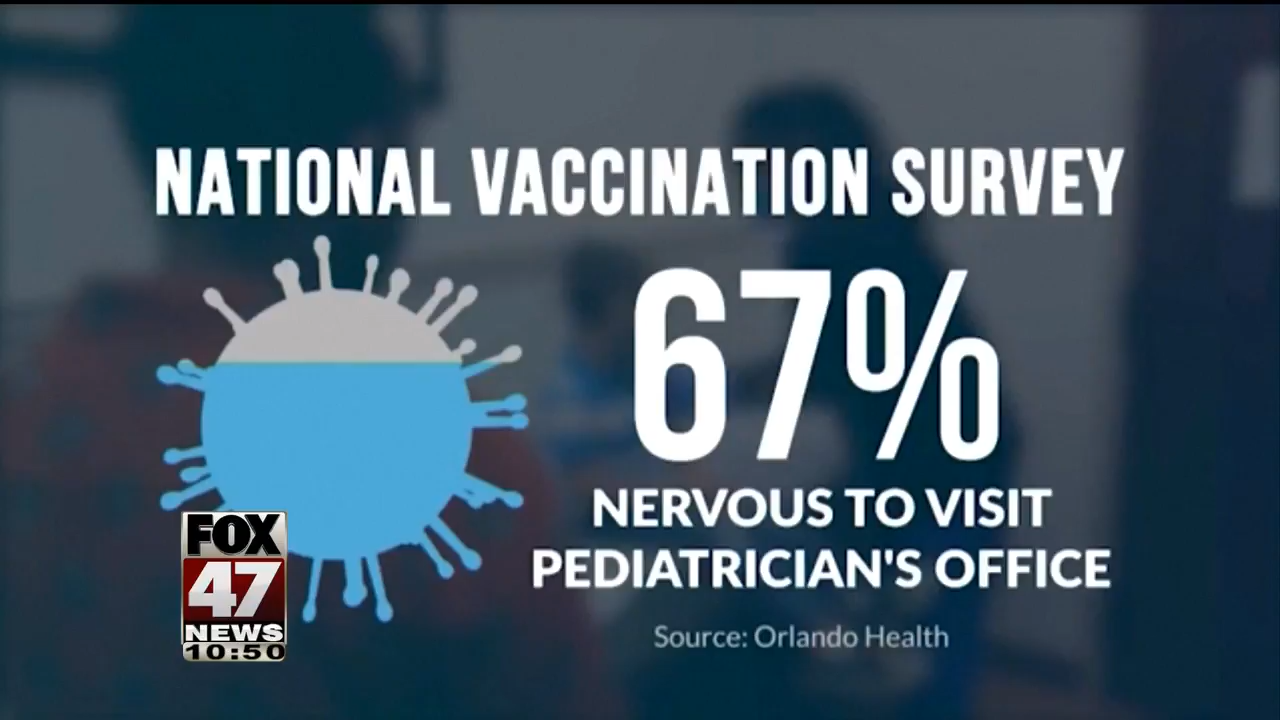 NATIONAL VACCINATION SURVEY
67%
NERVOUS TO VISIT
PEDIATRICIAN'S OFFICE
Source: Orlando Health
FOX
47
NEWS
10:50